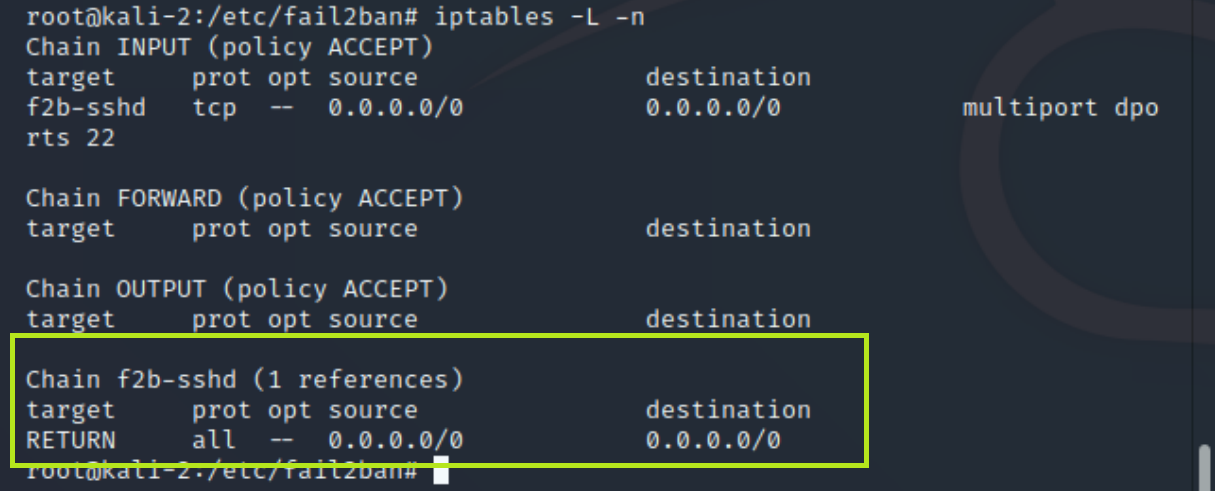 root@kali-2:/etc/fail2ban# iptables -L -n
Chain INPUT (policy ACCEPT)
target     prot opt source               destination
f2b-sshd   tcp  --  0.0.0.0/0            0.0.0.0/0            multiport dpo
rts 22
Chain FORWARD (policy ACCEPT)
target     prot opt source               destination
Chain OUTPUT (policy ACCEPT)
target     prot opt source               destination
Chain f2b-sshd (1 references)
target     prot opt source               destination
RETURN     all  --  0.0.0.0/0            0.0.0.0/0
root@kali-2:/etc/fail2ban#